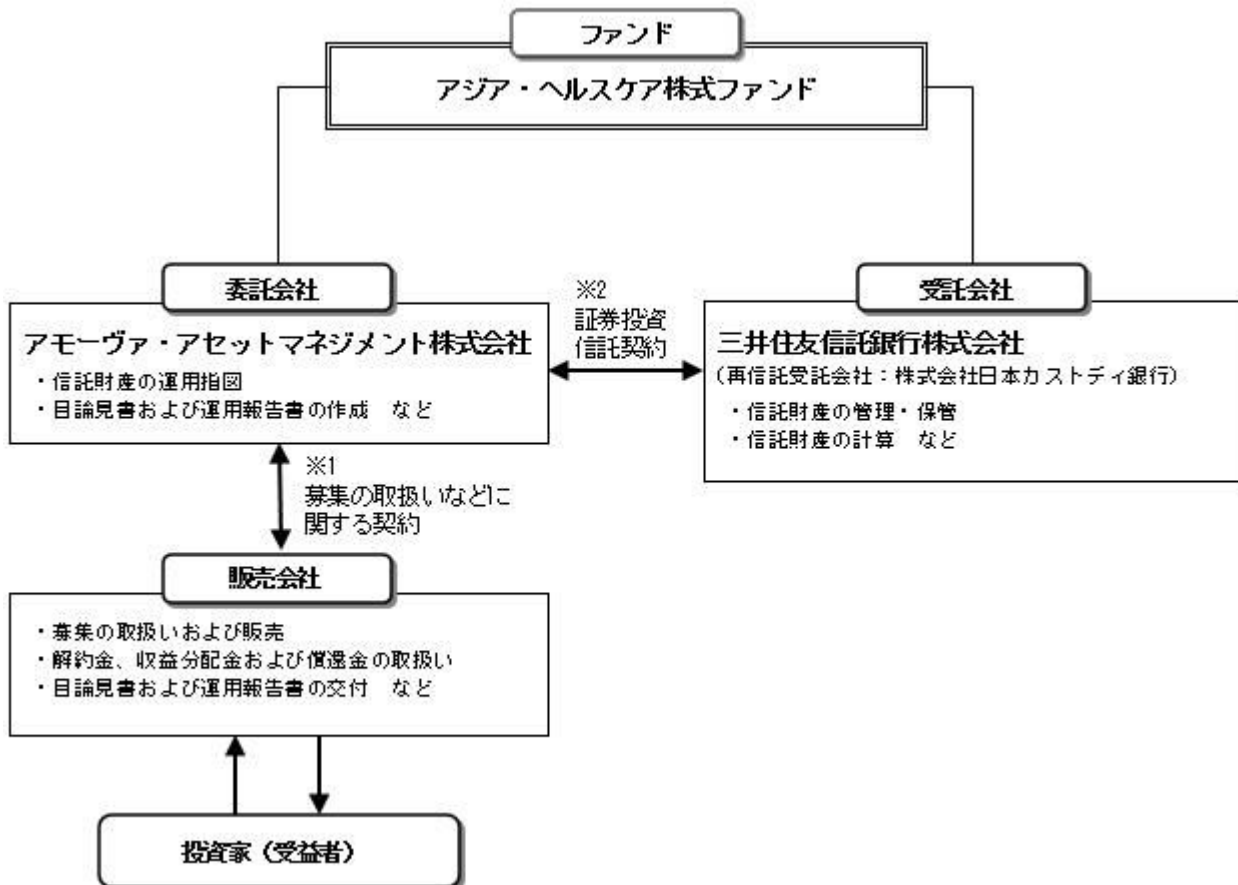 ファンド
アジア・ヘルスケア株式ファンド
委託会社
アモーヴァ・アセットマネジメント株式会社
・信託財産の運用指図
・目論見書および運用報告書の作成　など
※2
証券投資
信託契約
受託会社
三井住友信託銀行株式会社
（再信託受託会社：株式会社日本カストディ銀行）
・信託財産の管理・保管
・信託財産の計算　など
※1
募集の取扱いなどに
関する契約
販売会社
・募集の取扱いおよび販売
・解約金、収益分配金および償還金の取扱い
・目論見書および運用報告書の交付　など
投資家（受益者）